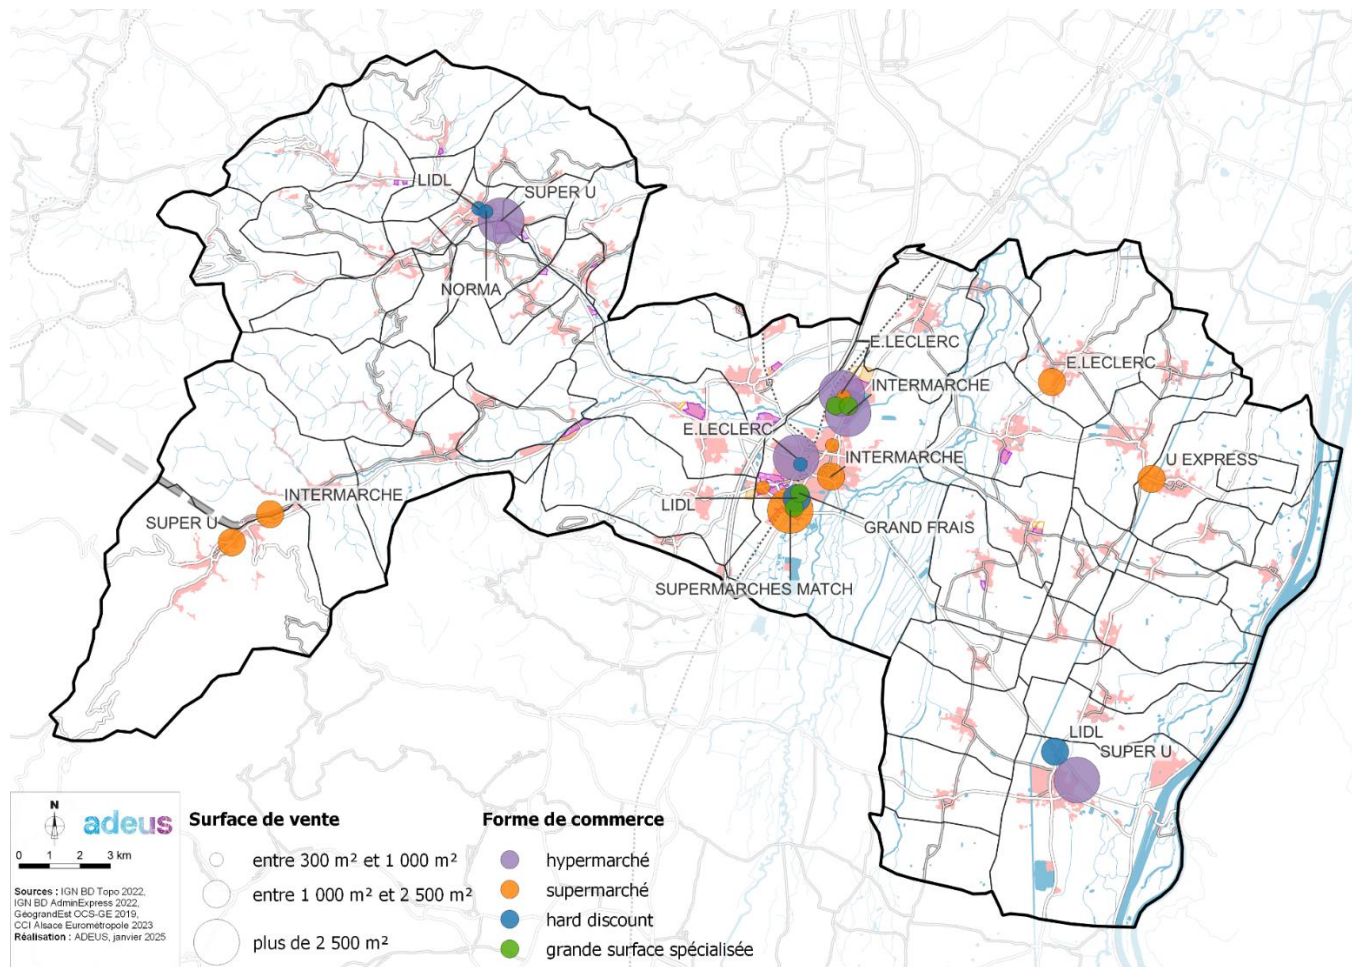 LIDL
SUPER U
NORMA
E.LECLERC
E.LECLERC
INTERMARCHE
E.LECLERC
INTERMARCHE
U EXPRESS
INTERMARCHE
LIDL
SUPER U
GRAND FRAIS
SUPERMARCHES MATCH
LIDL
SUPER U
N
adeus
0 1 2 3 km
Sources : IGN BD Topo 2022,
IGN BD AdminExpress 2022,
GéograndEst OCS-GE 2019,
CCI Alsace Eurométropole 2023
Réalisation : ADEUS, janvier 2025
Surface de vente
entre 300 m² et 1 000 m²
entre 1 000 m² et 2 500 m²
plus de 2 500 m²
Forme de commerce
hypermarché
supermarché
hard discount
grande surface spécialisée